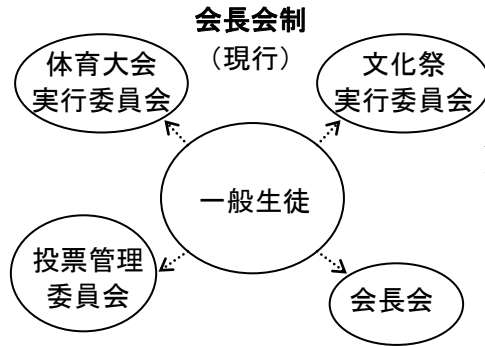 会長会制
（現行）
体育大会
実行委員会
文化祭
実行委員会
一般生徒
投票管理
委員会
会長会